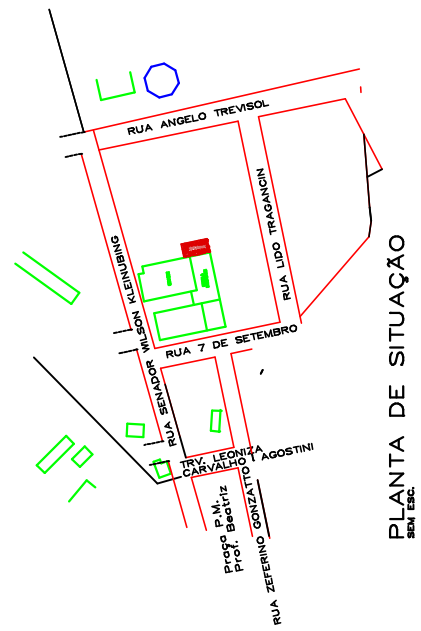 RUA ANGELO TREVISOL
RUA LIDO TRAGANCIN
RUA SENADOR WILSON KLEINUBING
RUA 7 DE SETEMBRO
TRV. LEONIZA
CARVALHO AGOSTINI
Praça P.M.
Prof. Beatriz
RUA ZEFERINO GONZATTO
PLANTA DE SITUAÇÃO
SEM ESC.